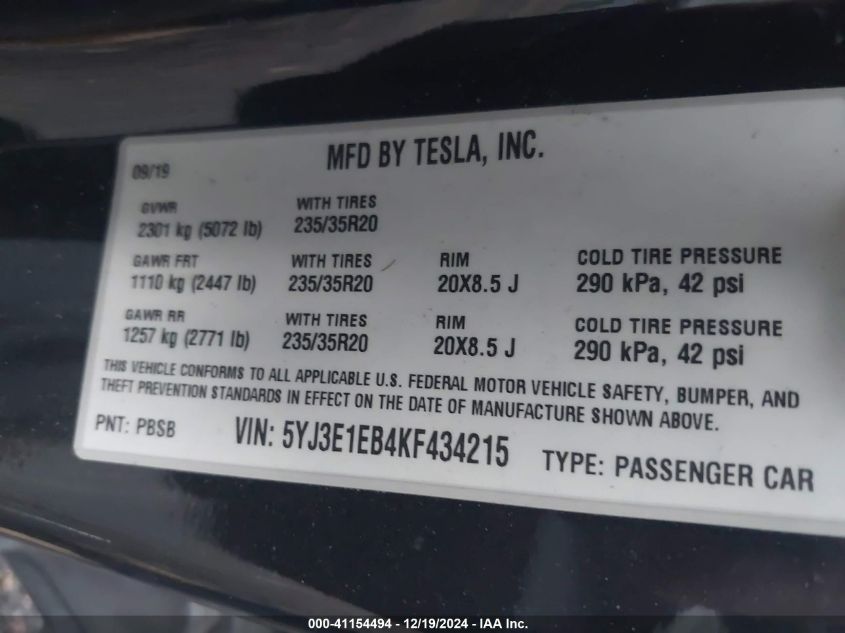 MFD BY TESLA, INC.
09/19
GVWR WITH TIRES
2301 kg (5072 lb) 235/35R20
GAWR FRT WITH TIRES RIM COLD TIRE PRESSURE
1110 kg (2447 lb) 235/35R20 20X8.5 J 290 kPa, 42 psi
GAWR RR WITH TIRES RIM COLD TIRE PRESSURE
1257 kg (2771 lb) 235/35R20 20X8.5 J 290 kPa, 42 psi
THIS VEHICLE CONFORMS TO ALL APPLICABLE U.S. FEDERAL MOTOR VEHICLE SAFETY, BUMPER, AND
THEFT PREVENTION STANDARDS IN EFFECT ON THE DATE OF MANUFACTURE SHOWN ABOVE.
PNT: PBSB VIN: 5YJ3E1EB4KF434215 TYPE: PASSENGER CAR
000-41154494 - 12/19/2024 - IAA Inc.